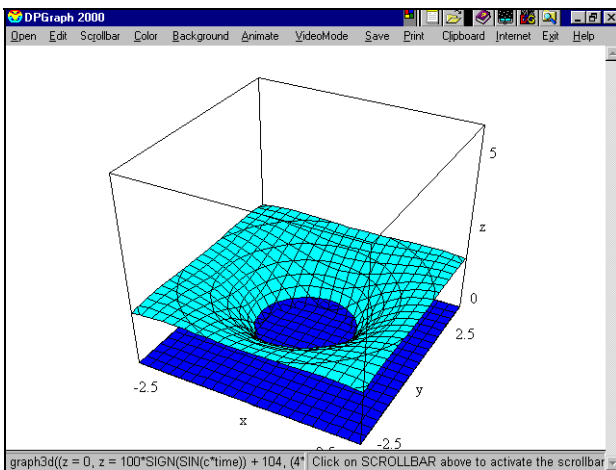 DPGraph 2000
Open Edit Scrollbar Color Background Animate VideoMode Save Print Clipboard Internet Exit Help
5
z
0
2.5
y
-2.5
x
-2.5
graph3d((z = 0, z = 100*SIGN(SIN(c*time)) + 104, (4* Click on SCROLLBAR above to activate the scrollbar